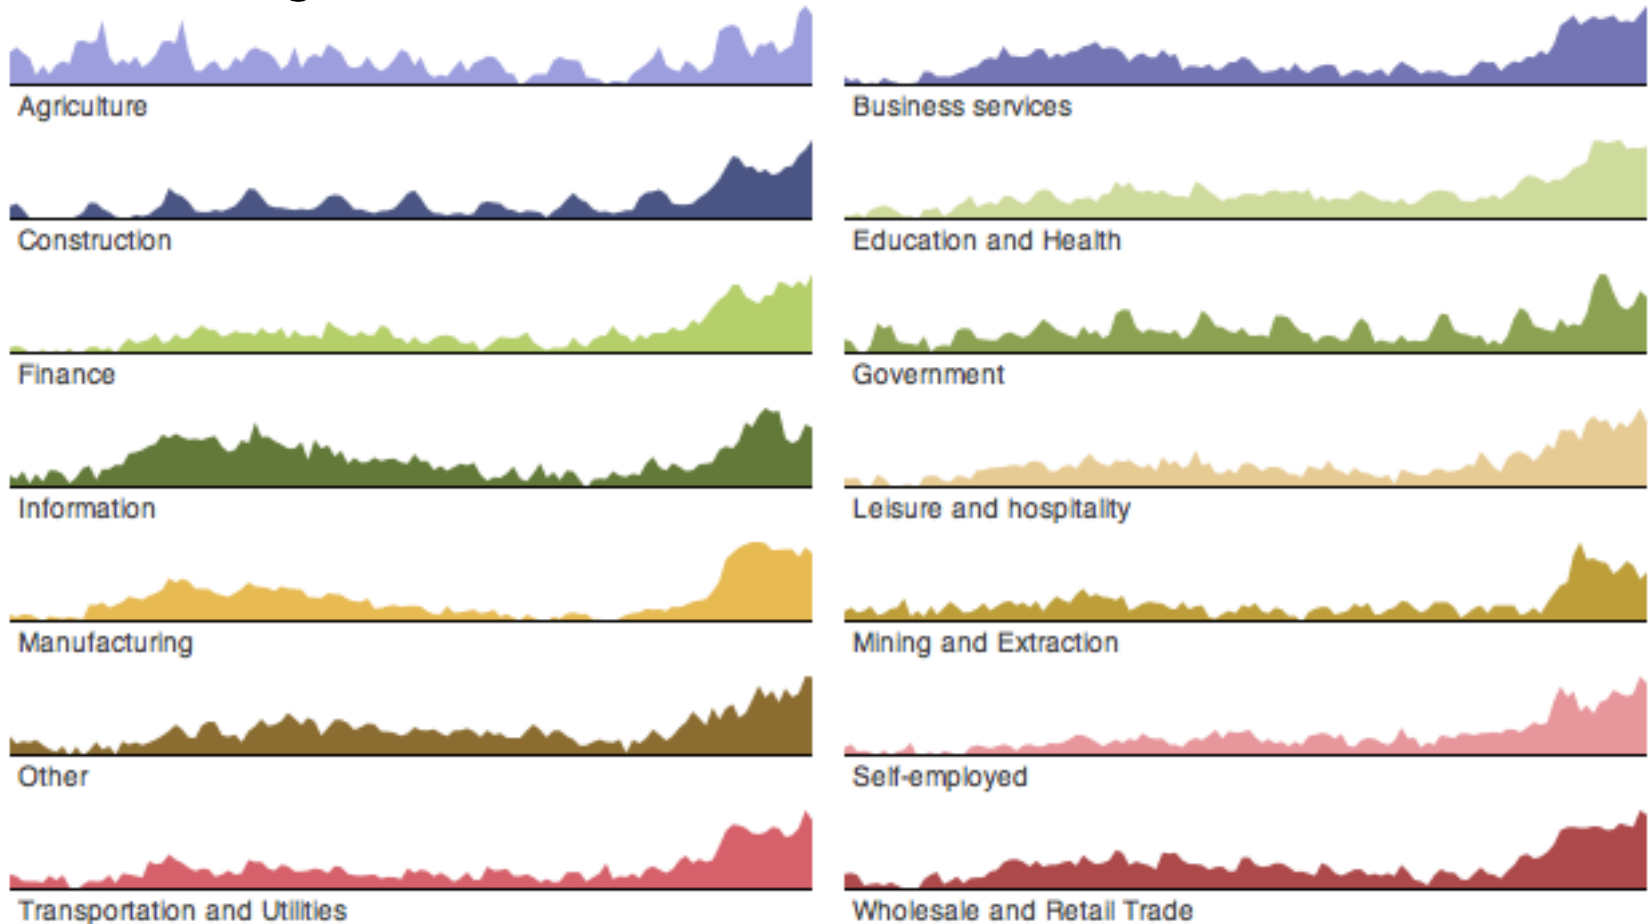 Agriculture
Business services
Construction
Education and Health
Finance
Government
Information
Leisure and hospitality
Manufacturing
Mining and Extraction
Other
Self-employed
Transportation and Utilities
Wholesale and Retail Trade